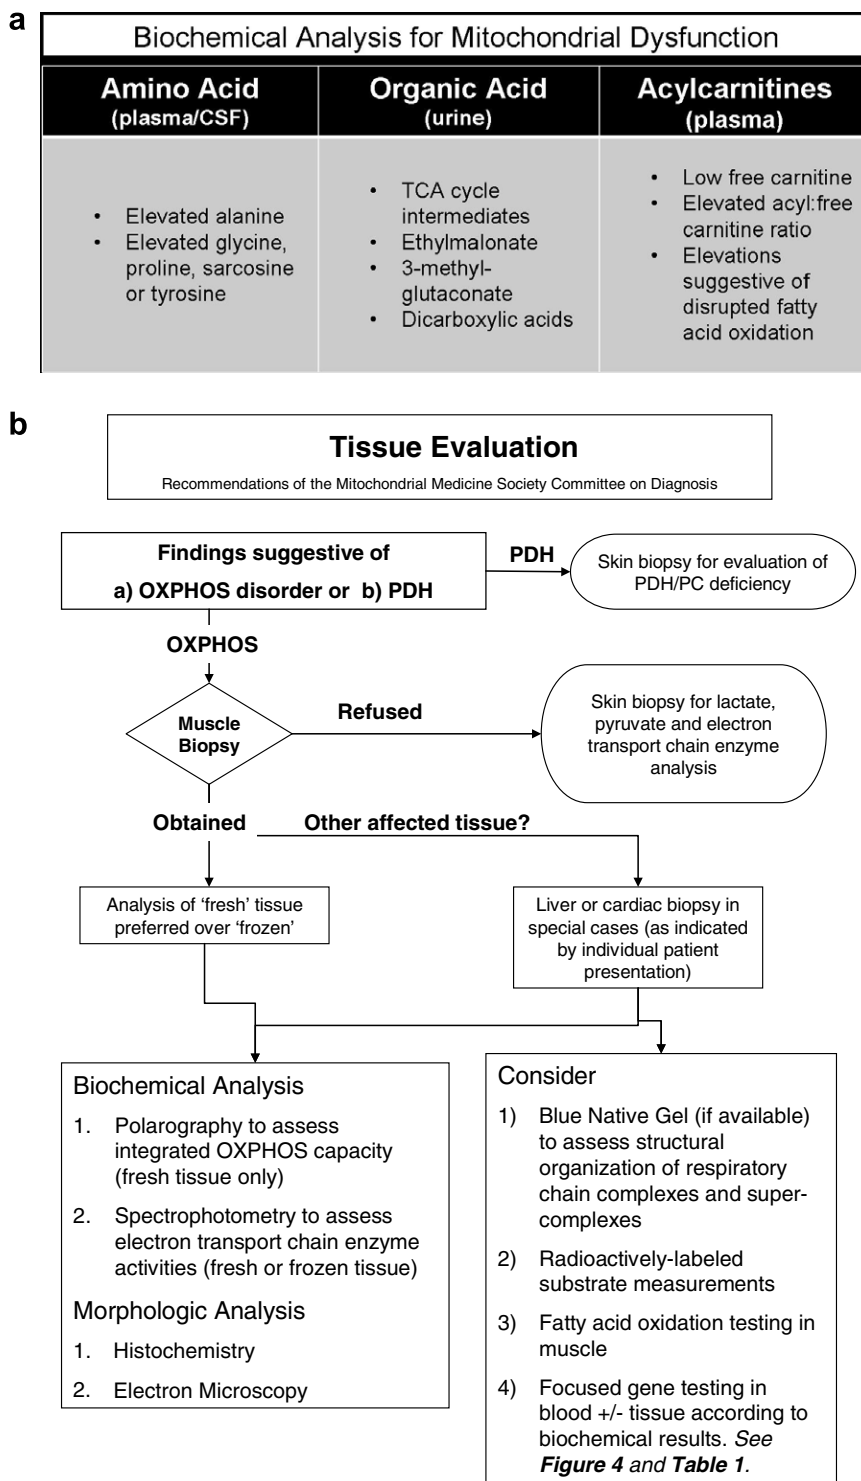 a
Biochemical Analysis for Mitochondrial Dysfunction
Amino Acid
(plasma/CSF)
Organic Acid
(urine)
Acylcarnitines
(plasma)
• Elevated alanine
• Elevated glycine,
proline, sarcosine
or tyrosine
• TCA cycle
intermediates
• Ethylmalonate
• 3-methyl-
glutaconate
• Dicarboxylic acids
• Low free carnitine
• Elevated acyl:free
carnitine ratio
• Elevations
suggestive of
disrupted fatty
acid oxidation
b
Tissue Evaluation
Recommendations of the Mitochondrial Medicine Society Committee on Diagnosis
Findings suggestive of
a) OXPHOS disorder or b) PDH
PDH
Skin biopsy for evaluation of
PDH/PC deficiency
OXPHOS
Muscle
Biopsy
Refused
Skin biopsy for lactate,
pyruvate and electron
transport chain enzyme
analysis
Obtained
Other affected tissue?
Analysis of ‘fresh’ tissue
preferred over ‘frozen’
Liver or cardiac biopsy in
special cases (as indicated
by individual patient
presentation)
Biochemical Analysis
1. Polarography to assess
integrated OXPHOS capacity
(fresh tissue only)
2. Spectrophotometry to assess
electron transport chain enzyme
activities (fresh or frozen tissue)
Morphologic Analysis
1. Histochemistry
2. Electron Microscopy
Consider
1) Blue Native Gel (if available)
to assess structural
organization of respiratory
chain complexes and super-
complexes
2) Radioactively-labeled
substrate measurements
3) Fatty acid oxidation testing in
muscle
4) Focused gene testing in
blood +/- tissue according to
biochemical results. See
Figure 4 and Table 1.